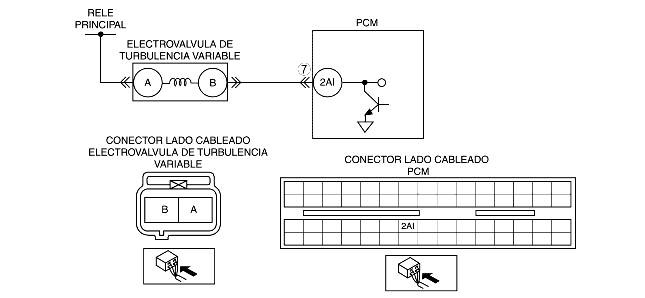 RELE
PRINCIPAL
PCM
ELECTROVALVULA DE
TURBULENCIA VARIABLE
A
B
7
2AI
CONECTOR LADO CABLEADO
ELECTROVALVULA DE TURBULENCIA
VARIABLE
B A
CONECTOR LADO CABLEADO
PCM
2AI